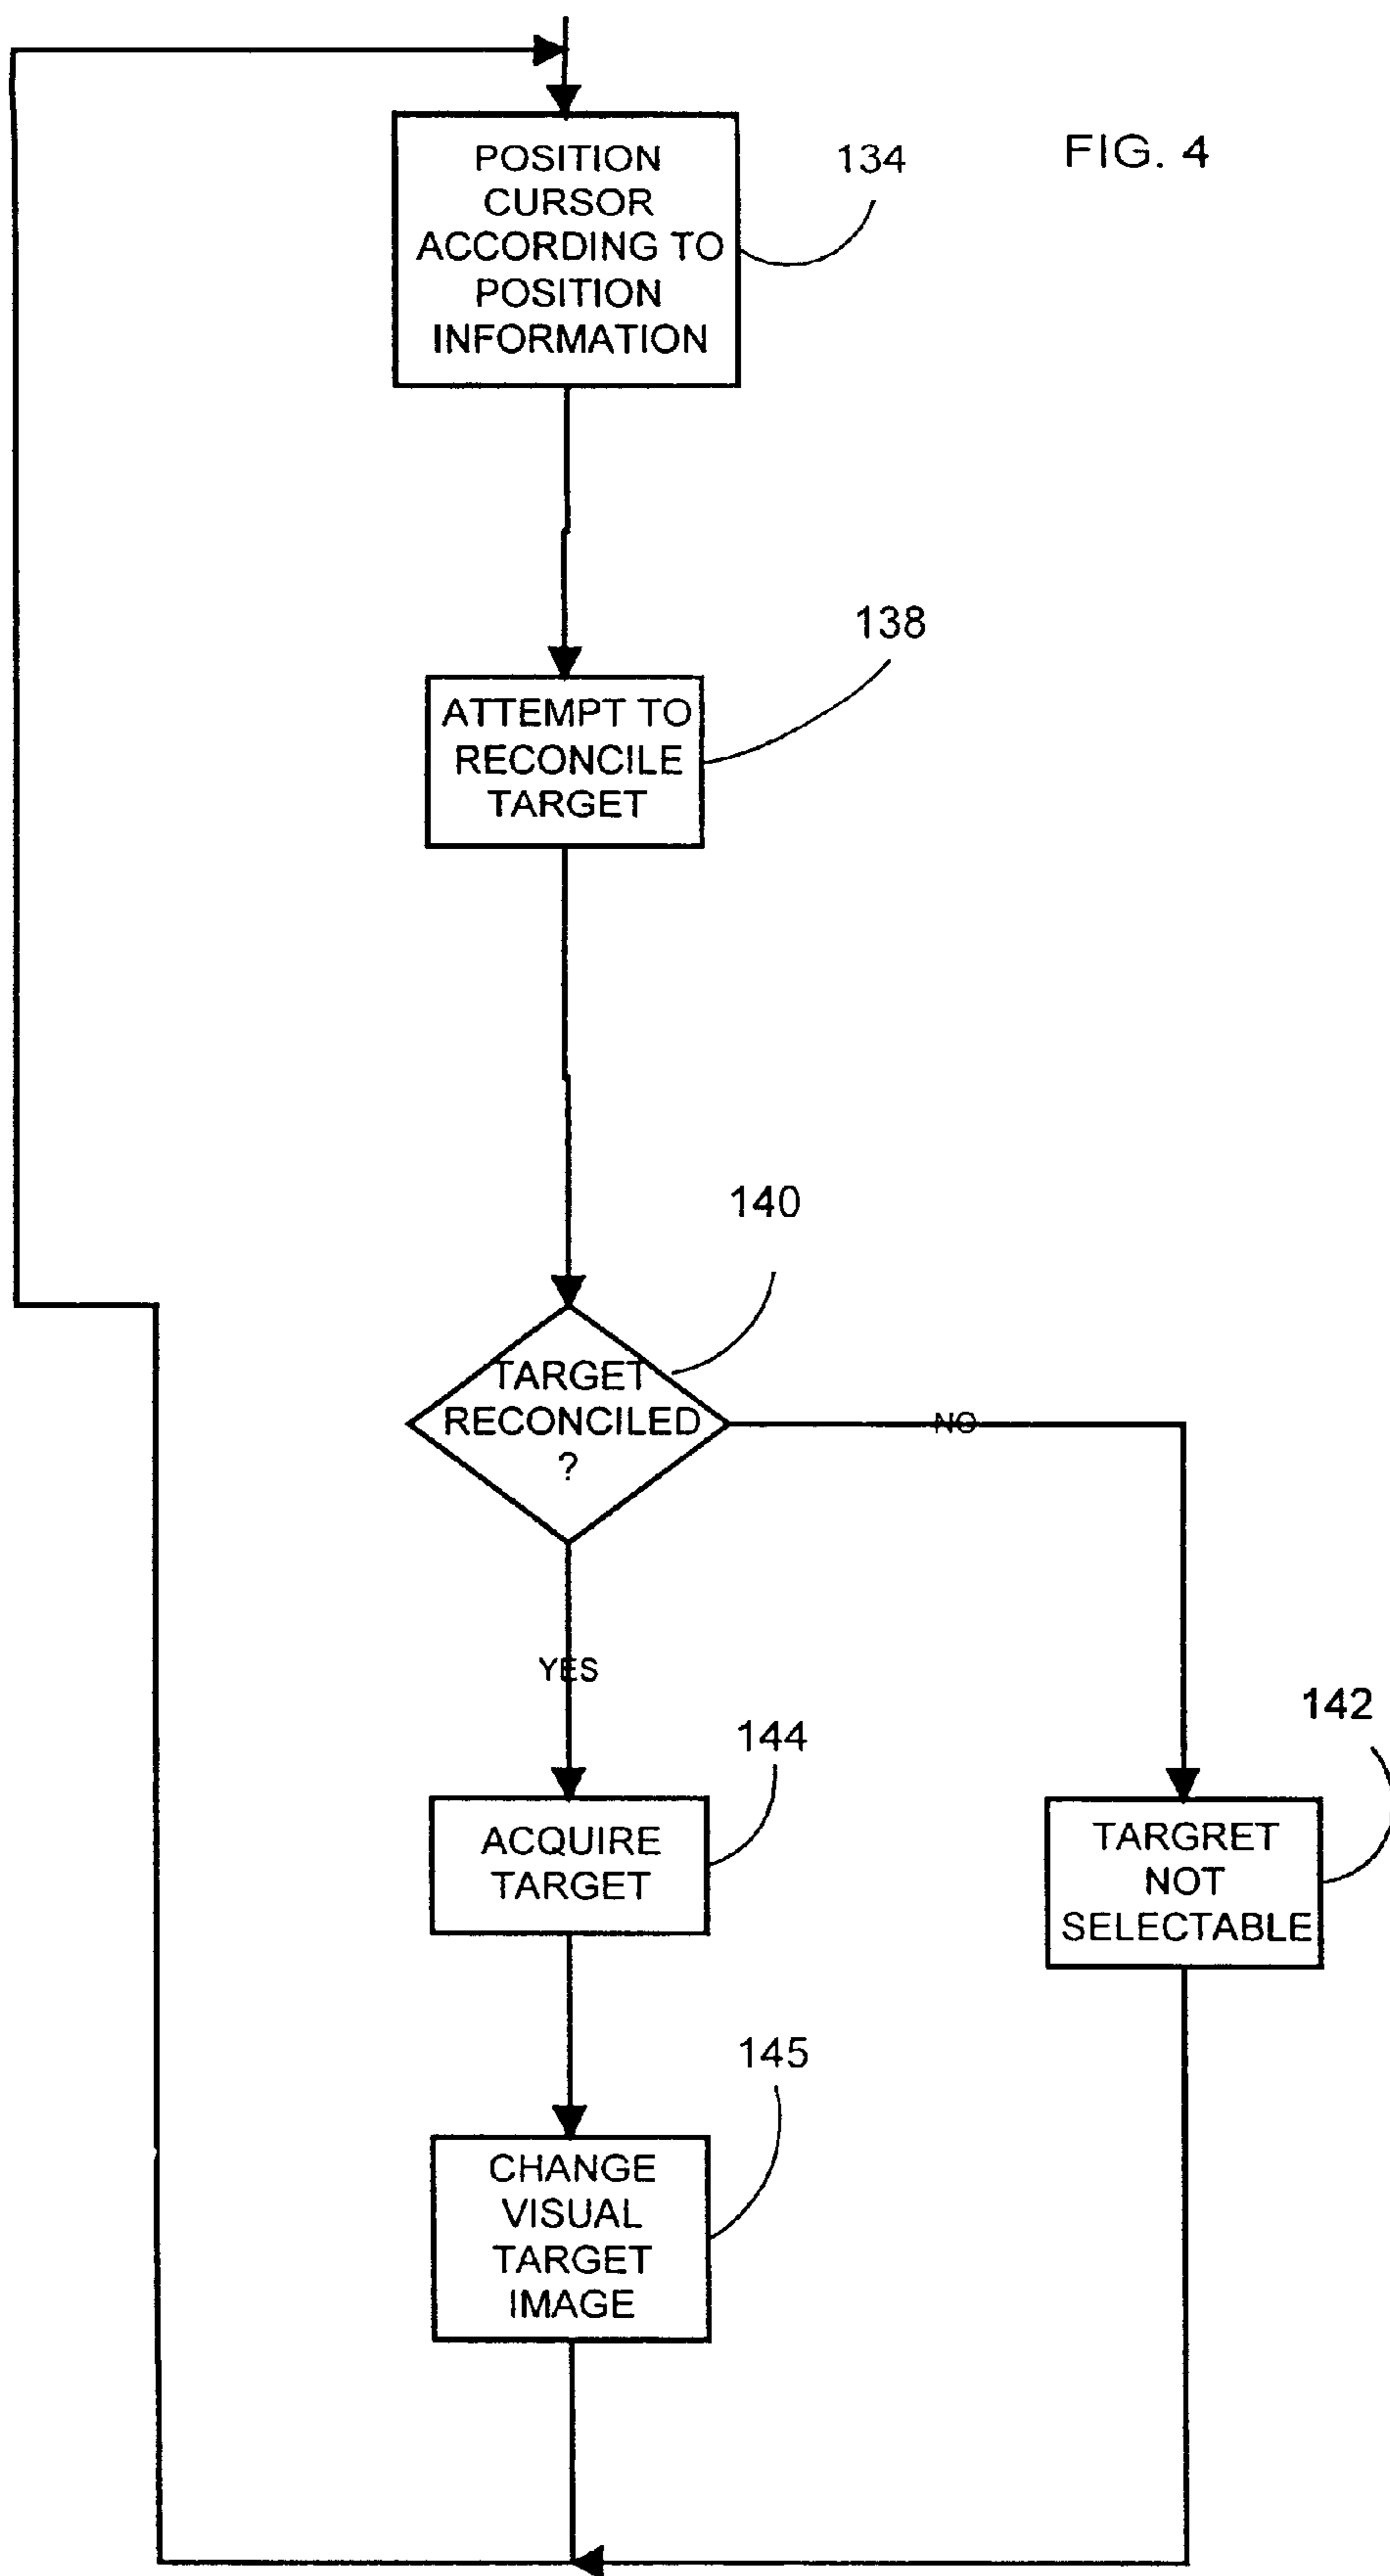 FIG. 4
134
POSITION
CURSOR
ACCORDING TO
POSITION
INFORMATION
138
ATTEMPT TO
RECONCILE
TARGET
140
TARGET
RECONCILED
?
NO
YES
144
ACQUIRE
TARGET
142
TARGRET
NOT
SELECTABLE
145
CHANGE
VISUAL
TARGET
IMAGE